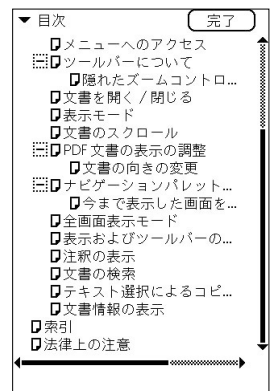 ▼ 目次
完了
メニューへのアクセス
ツールバーについて
隠れたズームコントロ...
文書を開く / 閉じる
表示モード
文書のスクロール
PDF 文書の表示の調整
文書の向きの変更
ナビゲーションパレット...
今まで表示した画面を...
全画面表示モード
表示およびツールバーの...
注釈の表示
文書の検索
テキスト選択によるコピ...
文書情報の表示
索引
法律上の注意